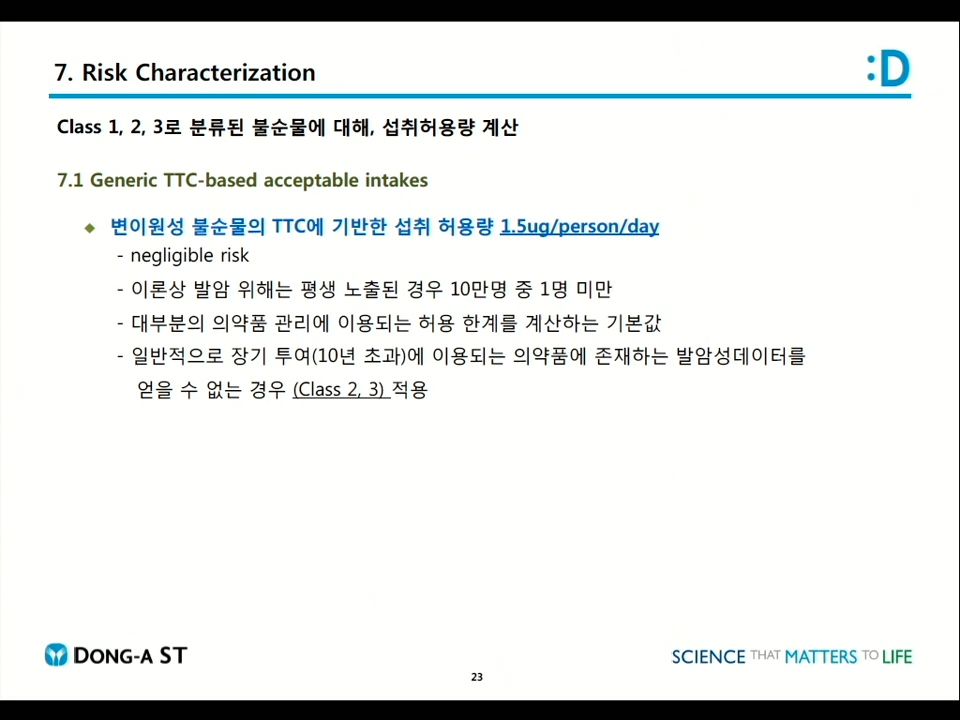 7. Risk Characterization
:D
Class 1, 2, 3로 분류된 불순물에 대해, 섭취허용량 계산
7.1 Generic TTC-based acceptable intakes
◆ 변이원성 불순물의 TTC에 기반한 섭취 허용량 1.5ug/person/day
- negligible risk
- 이론상 발암 위해는 평생 노출된 경우 10만명 중 1명 미만
- 대부분의 의약품 관리에 이용되는 허용 한계를 계산하는 기본값
- 일반적으로 장기 투여(10년 초과)에 이용되는 의약품에 존재하는 발암성데이터를
얻을 수 없는 경우 (Class 2, 3) 적용
DONG-A ST
SCIENCE THAT MATTERS TO LIFE
23